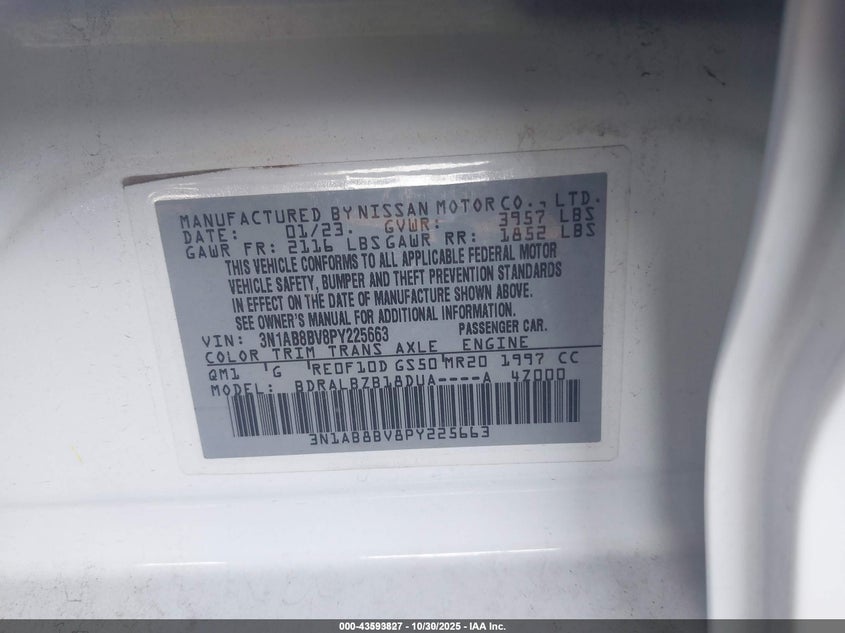 MANUFACTURED BY NISSAN MOTOR CO., LTD.
DATE: 01/23. GVWR: 3957 LBS
GAWR FR: 2116 LBS GAWR RR: 1852 LBS
THIS VEHICLE CONFORMS TO ALL APPLICABLE FEDERAL MOTOR
VEHICLE SAFETY, BUMPER AND THEFT PREVENTION STANDARDS
IN EFFECT ON THE DATE OF MANUFACTURE SHOWN ABOVE.
SEE OWNER'S MANUAL FOR ADDITIONAL INFORMATION.
VIN: 3N1AB8BV8PY225663 PASSENGER CAR.
COLOR TRIM TRANS AXLE ENGINE
QM1 'G 'RE0F10D GS50'MR20 1997 CC
MODEL: BDRALBZB18DUA----A 47000
3N1AB8BV8PY225663
000-43593827 - 10/30/2025 - IAA Inc.